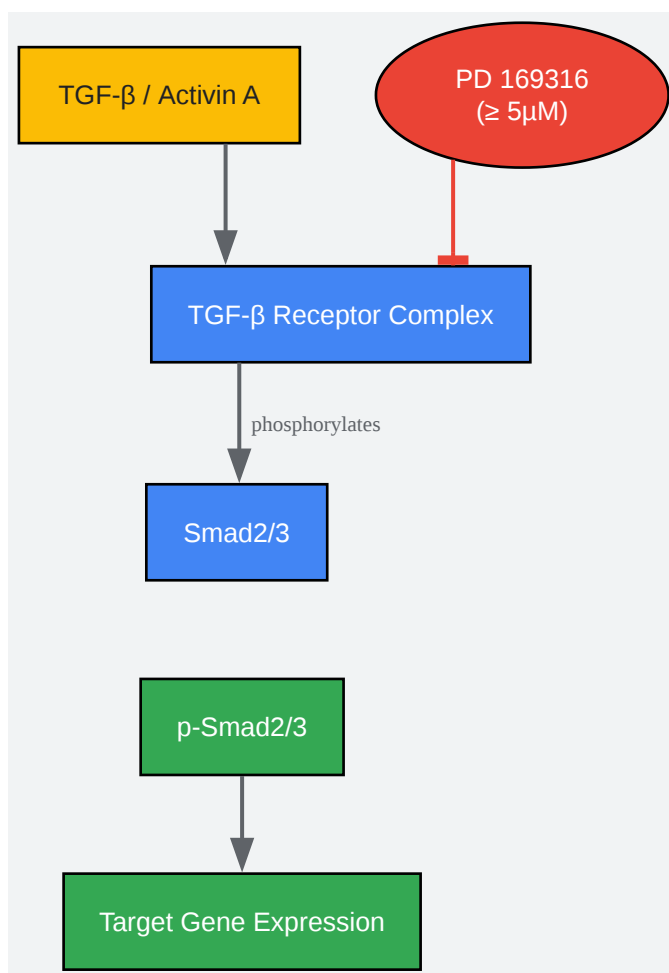 TGF-β / Activin A
PD 169316
(≥ 5μM)
TGF-β Receptor Complex
phosphorylates
Smad2/3
p-Smad2/3
Target Gene Expression